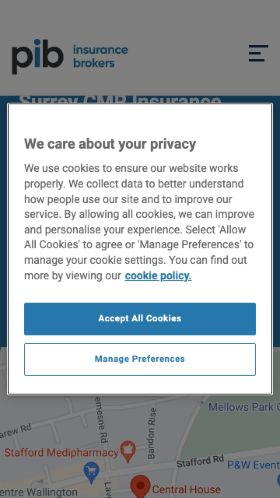 pib insurance
brokers
Surrey CMP Insurance
We care about your privacy
We use cookies to ensure our website works
properly. We collect data to better understand
how people use our site and to improve our
service. By allowing all cookies, we can improve
and personalise your experience. Select 'Allow
All Cookies' to agree or 'Manage Preferences' to
manage your cookie settings. You can find out
more by viewing our cookie policy.
Accept All Cookies
Manage Preferences
Mellows Park
arew Rd
emesne Rd
Bandon Rise
Stafford Medipharmacy
Stafford Rd
P&W Event
entre Wallington
Central House